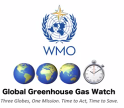 WMO
Global Greenhouse Gas Watch
Three Globes, One Mission. Time to Act, Time to Save.